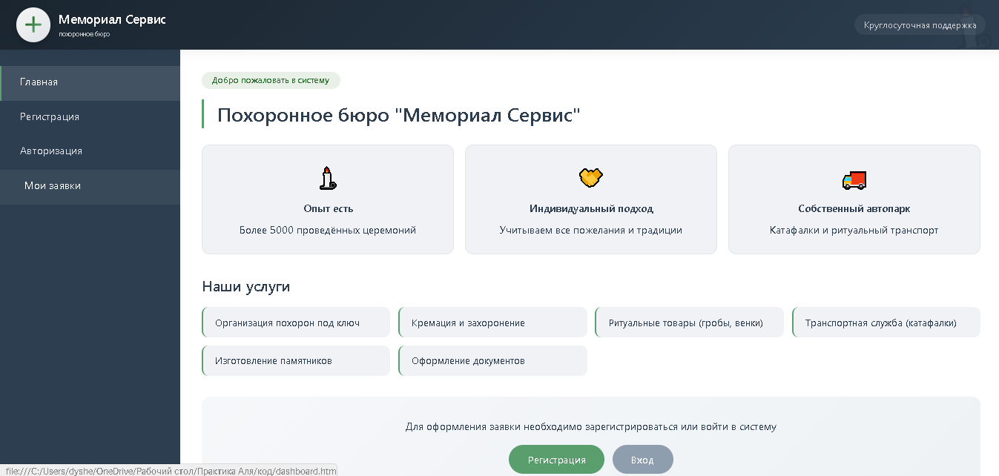 Мемориал Сервис
похоронное бюро
Круглосуточная поддержка
Главная
Регистрация
Авторизация
Мои заявки
Добро пожаловать в систему
Похоронное бюро "Мемориал Сервис"
Опыт есть
Более 5000 проведённых церемоний
Индивидуальный подход
Учитываем все пожелания и традиции
Собственный автопарк
Катафалки и ритуальный транспорт
Наши услуги
Организация похорон под ключ
Кремация и захоронение
Ритуальные товары (гробы, венки)
Транспортная служба (катафалки)
Изготовление памятников
Оформление документов
Для оформления заявки необходимо зарегистрироваться или войти в систему
Регистрация
Вход
file:///C:/Users/dyshe/OneDrive/Рабочий стол/Практика Аля/код/dashboard.htm